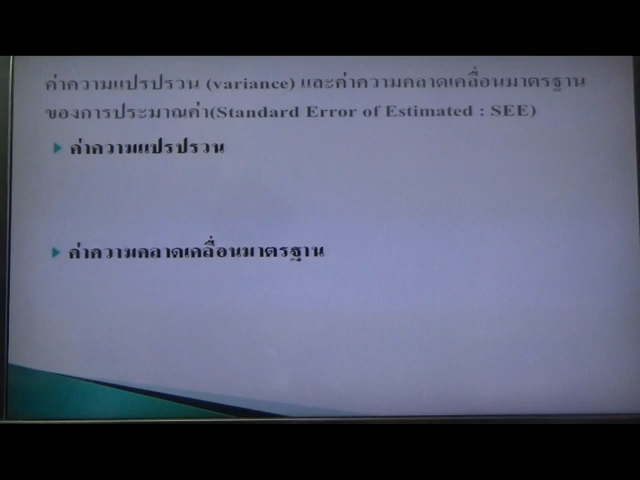 ค่าความแปรปรวน (variance) และค่าความคลาดเคลื่อนมาตรฐาน
ของการประมาณค่า(Standard Error of Estimated : SEE)
ค่าความแปรปรวน
ค่าความคลาดเคลื่อนมาตรฐาน